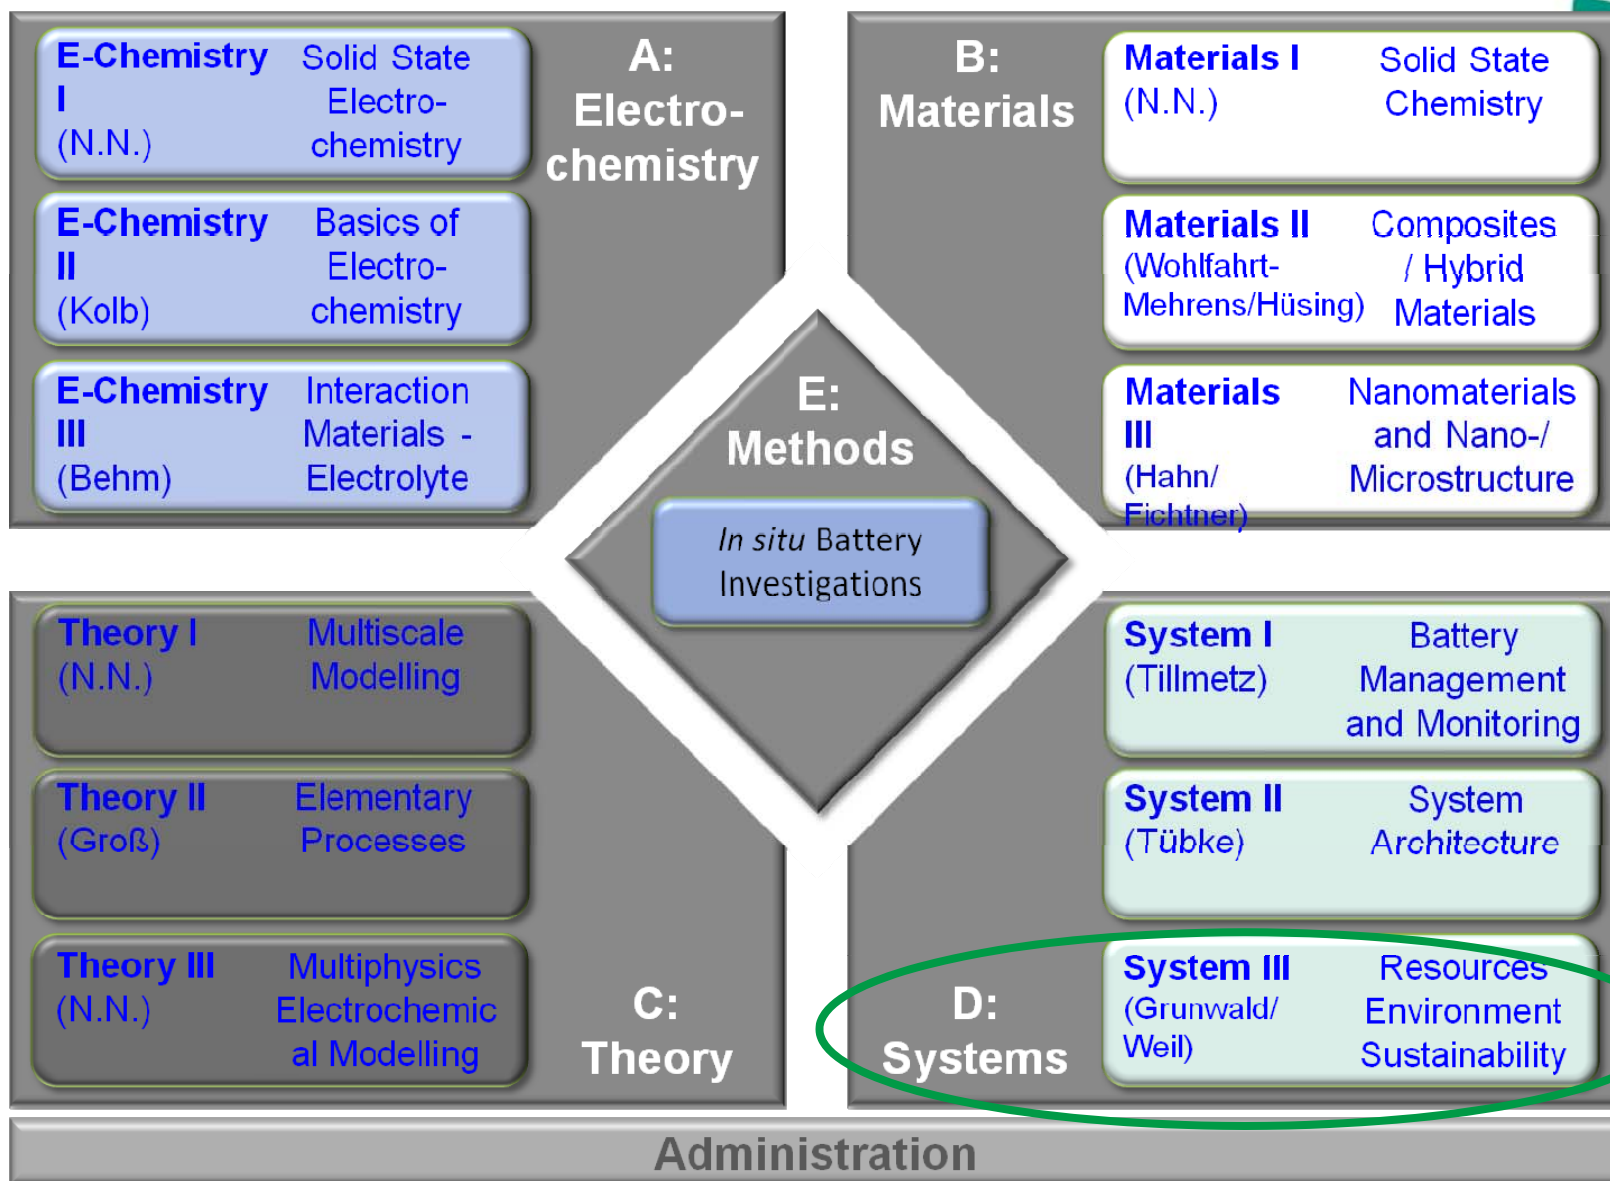 E-Chemistry
I
(N.N.)
Solid State
Electro-
chemistry
E-Chemistry
II
(Kolb)
Basics of
Electro-
chemistry
E-Chemistry
III
(Behm)
Interaction
Materials -
Electrolyte
A:
Electro-
chemistry
B:
Materials
Materials I
(N.N.)
Solid State
Chemistry
Materials II
(Wohlfahrt-
Mehrens/Hüsing)
Composites
/ Hybrid
Materials
Materials
III
(Hahn/
Fichtner)
Nanomaterials
and Nano-/
Microstructure
E:
Methods
In situ Battery
Investigations
Theory I
(N.N.)
Multiscale
Modelling
Theory II
(Groß)
Elementary
Processes
Theory III
(N.N.)
Multiphysics
Electrochemic
al Modelling
C:
Theory
D:
Systems
System I
(Tillmetz)
Battery
Management
and Monitoring
System II
(Tübke)
System
Architecture
System III
(Grunwald/
Weil)
Resources
Environment
Sustainability
Administration